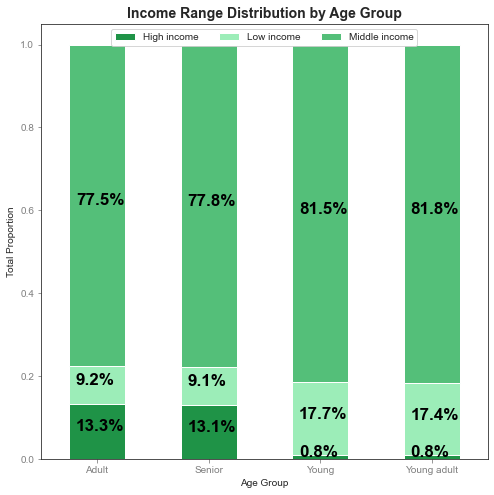 Income Range Distribution by Age Group
High income Low income Middle income
1.0
0.8
0.6
0.4
0.2
0.0
Total Proportion
77.5% 77.8% 81.5% 81.8%
9.2% 9.1% 17.7% 17.4%
13.3% 13.1% 0.8% 0.8%
Adult Senior Young Young adult
Age Group